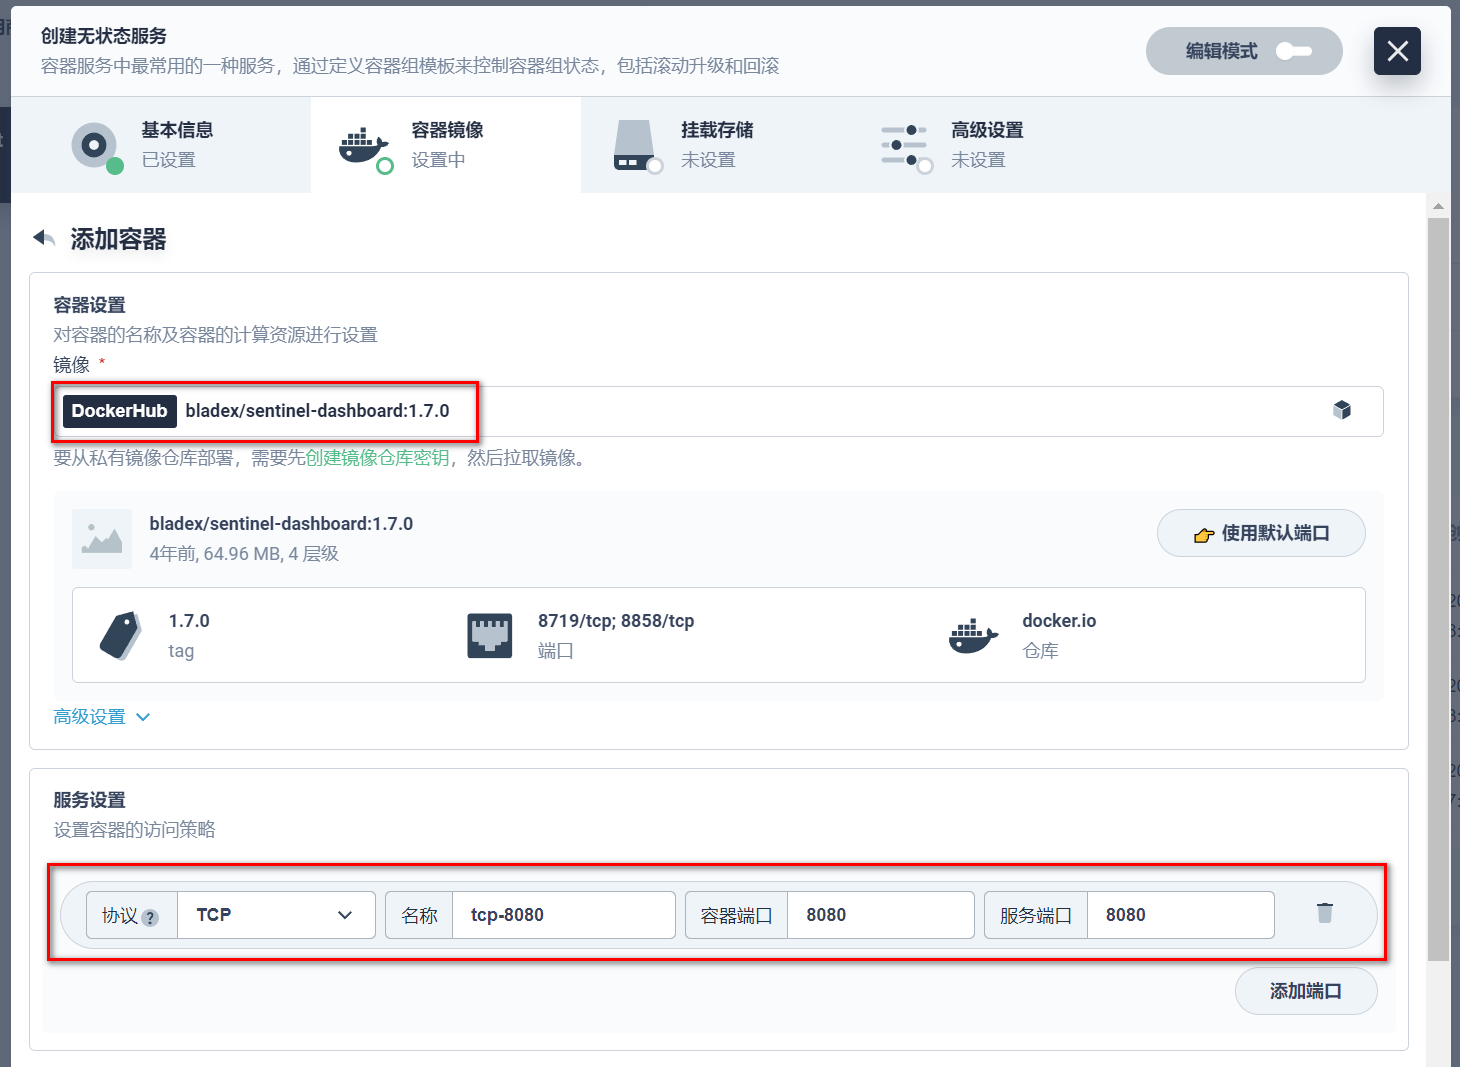 创建无状态服务
容器服务中最常用的一种服务，通过定义容器组模板来控制容器组状态，包括滚动升级和回滚
编辑模式
基本信息
已设置
容器镜像
设置中
挂载存储
未设置
高级设置
未设置
添加容器
容器设置
对容器的名称及容器的计算资源进行设置
镜像 *
DockerHub bladex/sentinel-dashboard:1.7.0
要从私有镜像仓库部署，需要先创建镜像仓库密钥，然后拉取镜像。
bladex/sentinel-dashboard:1.7.0
4年前, 64.96 MB, 4 层级
使用默认端口
1.7.0
tag
8719/tcp; 8858/tcp
端口
docker.io
仓库
高级设置
服务设置
设置容器的访问策略
协议 ? TCP 名称 tcp-8080 容器端口 8080 服务端口 8080
添加端口